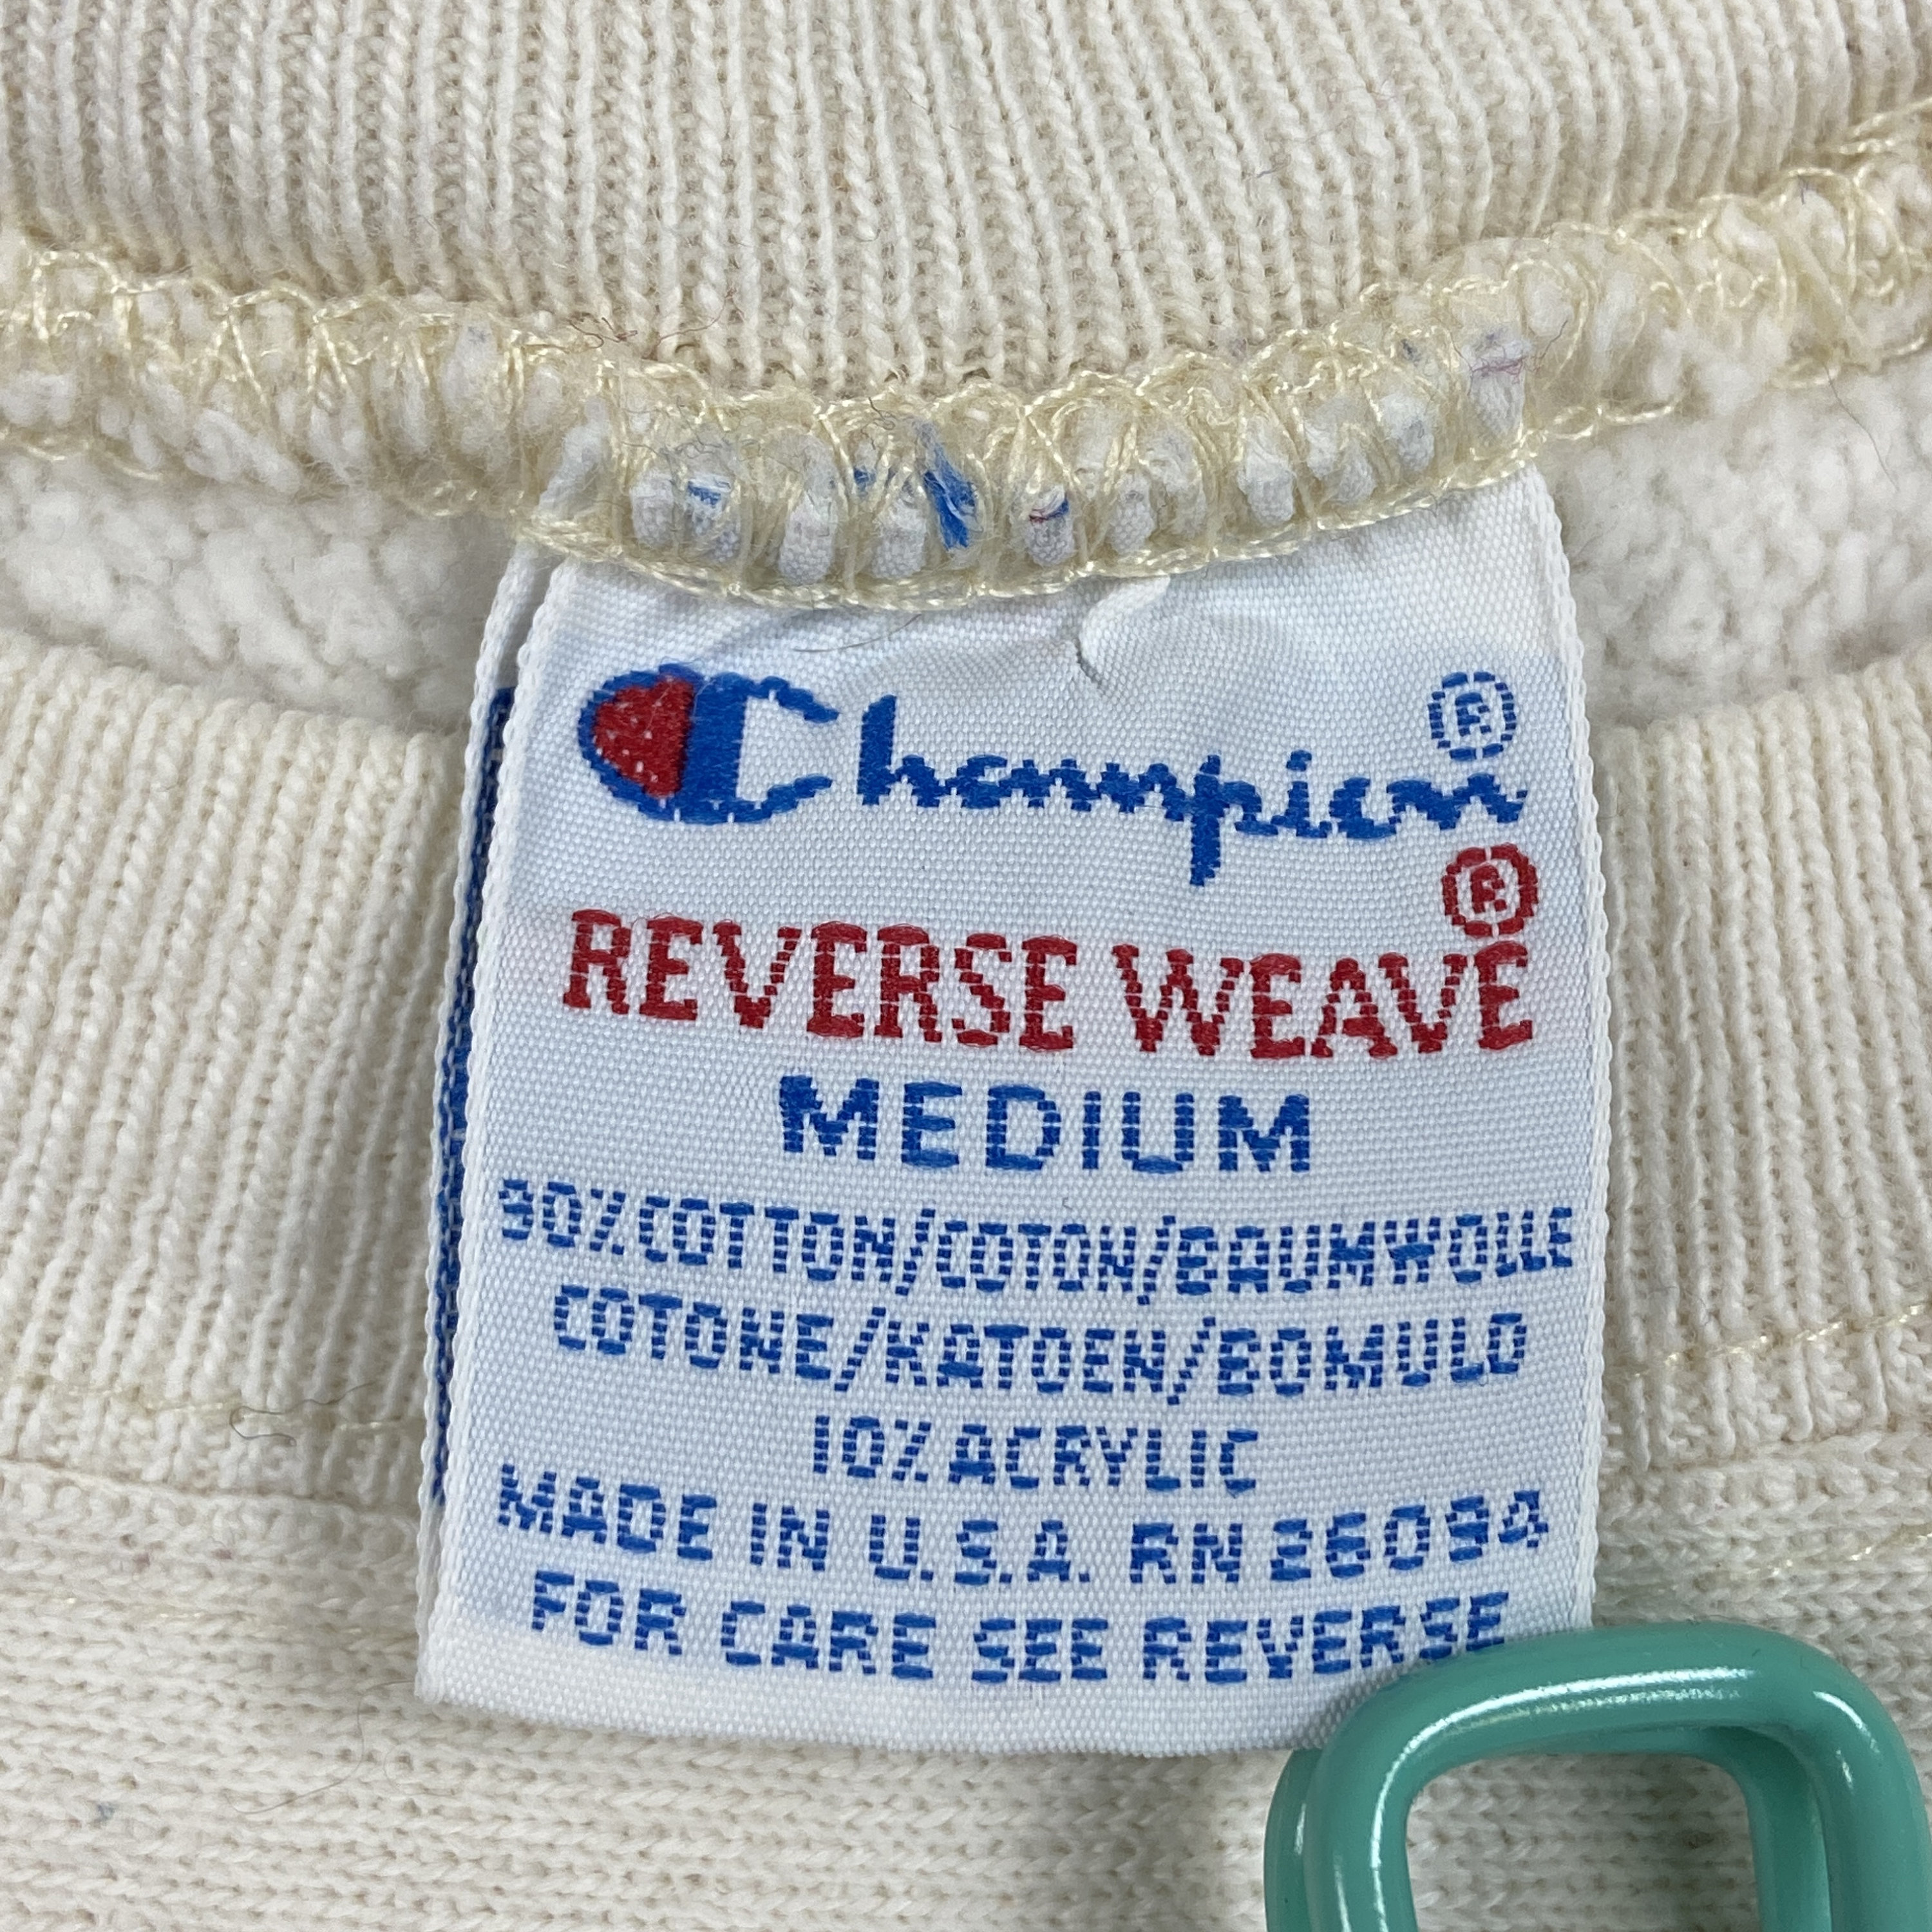 Champion®
REVERSE WEAVE®
MEDIUM
90% COTTON/COTON/BAUMWOLLE
COTONE/KATOEN/BOMULD
10% ACRYLIC
MADE IN U.S.A. RN 26094
FOR CARE SEE REVERSE